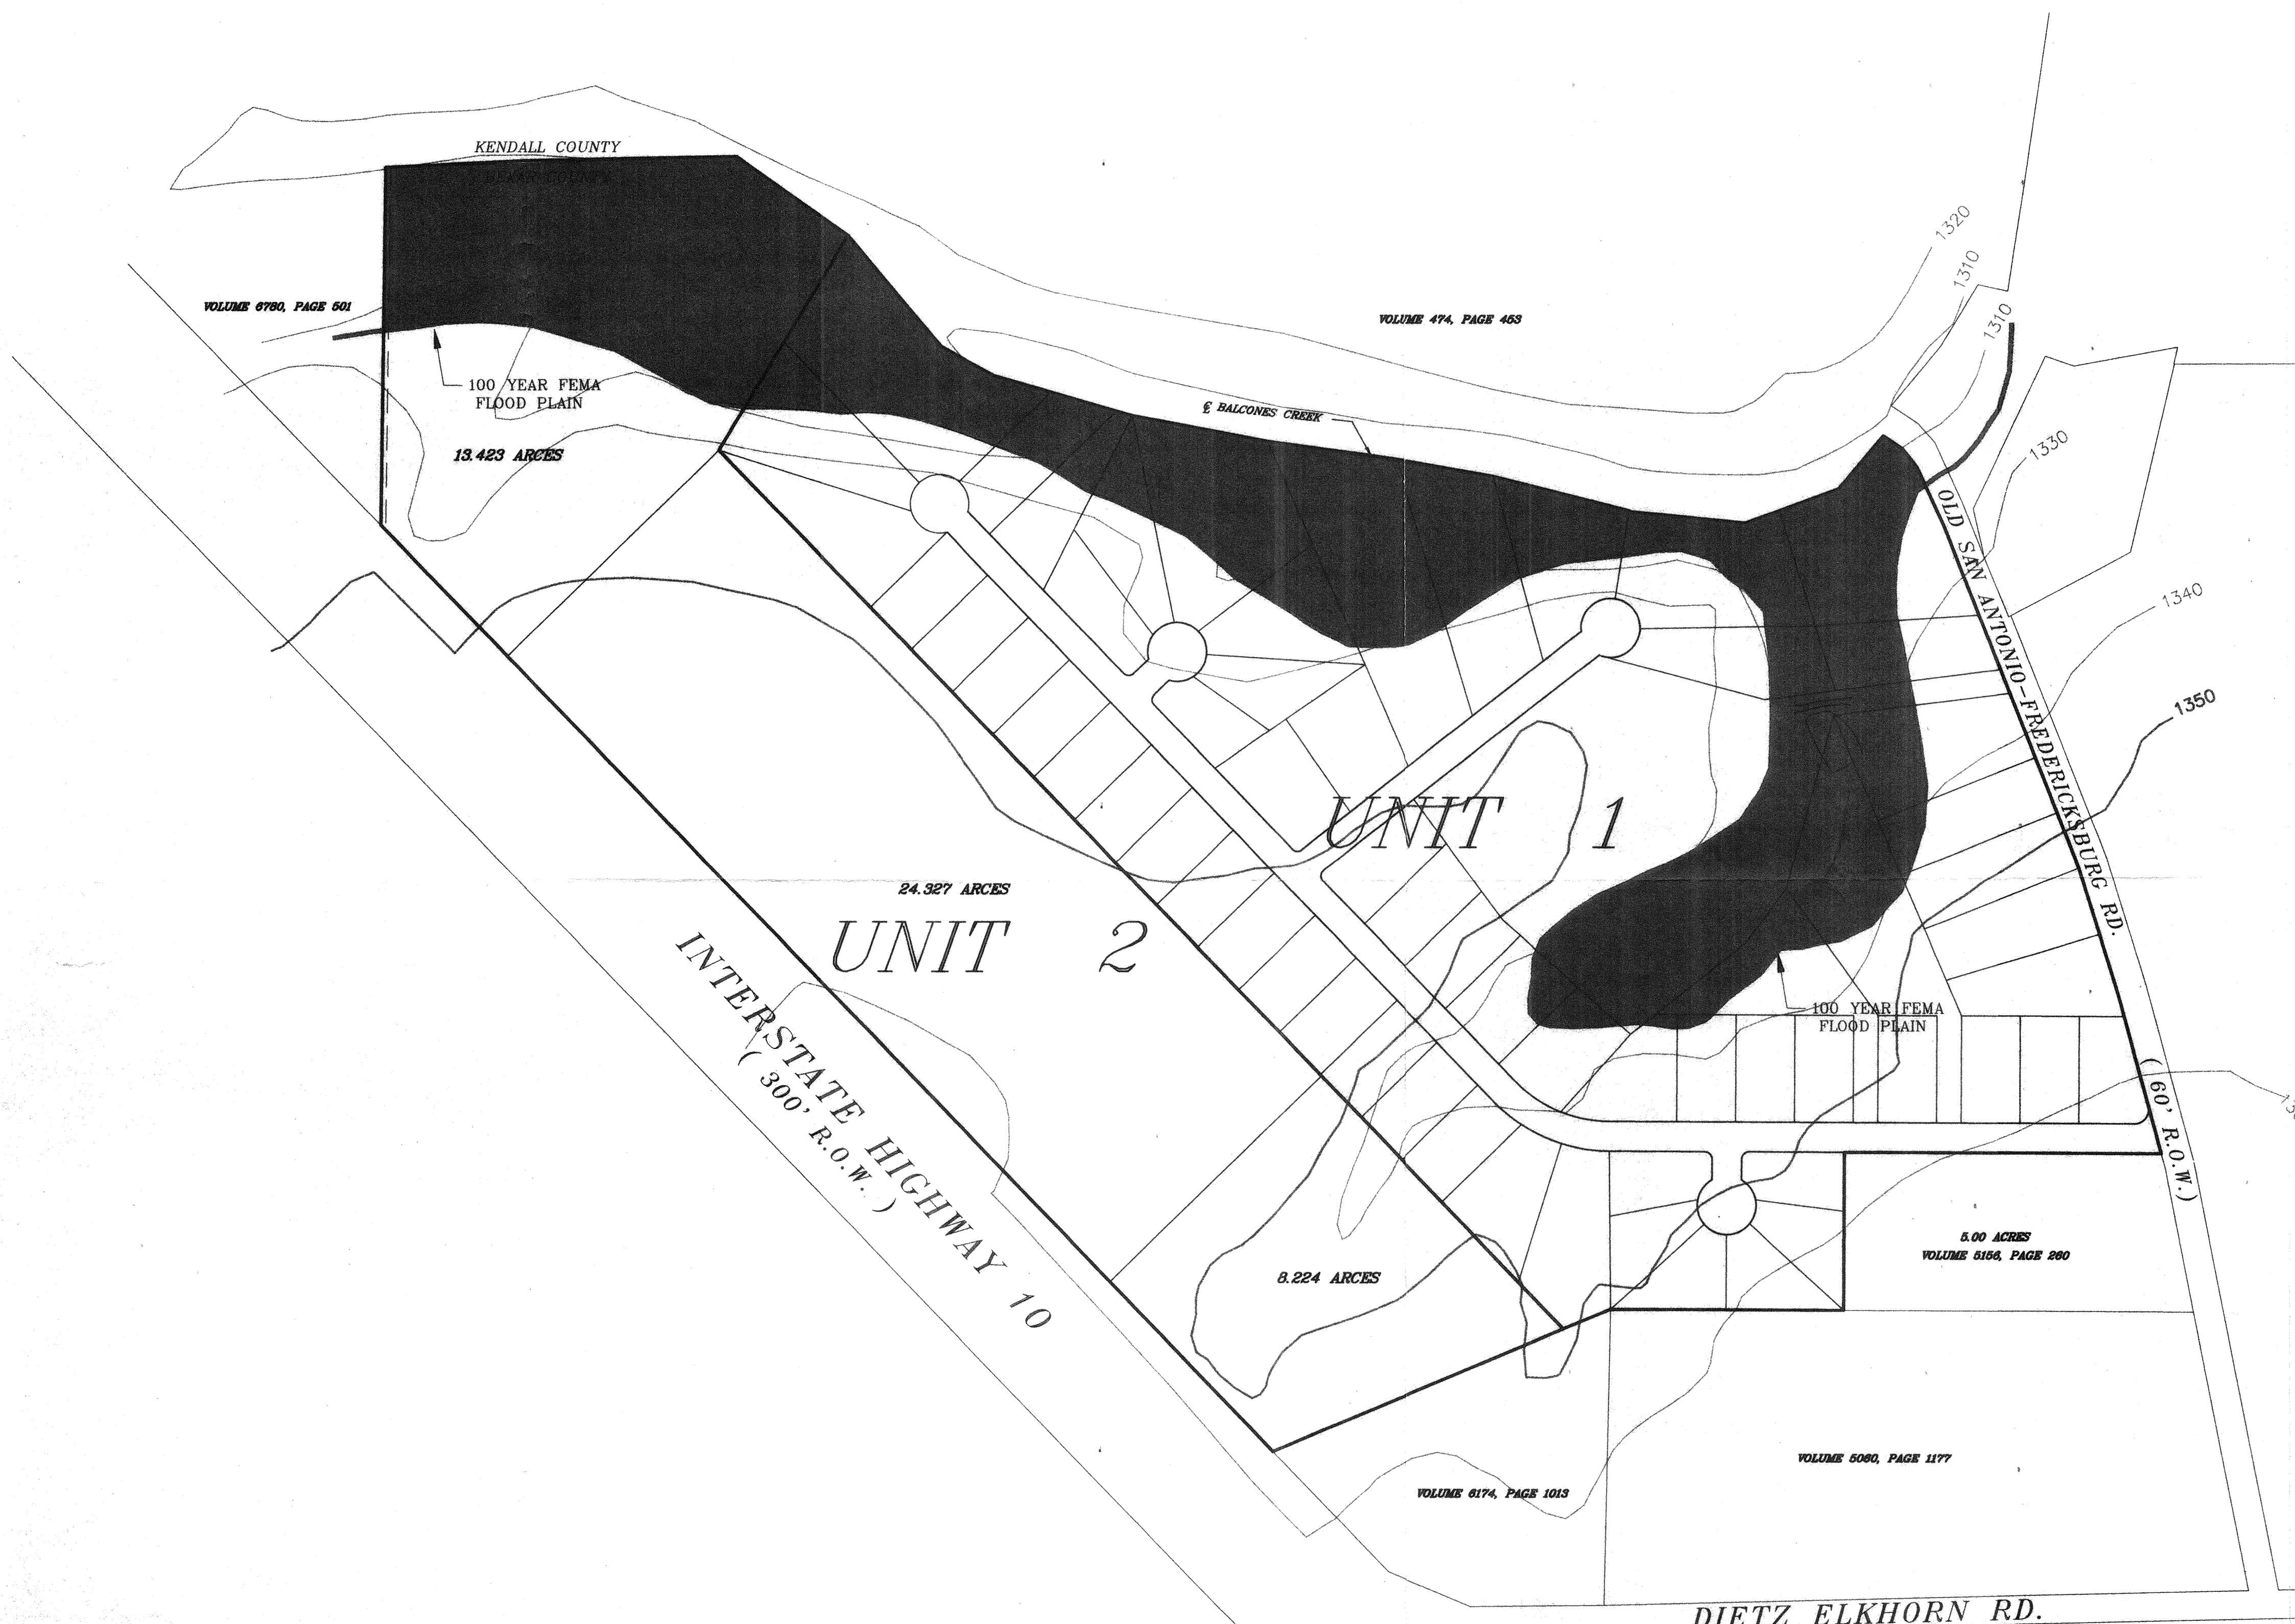 KENDALL COUNTY
BEXAR COUNTY
1320
1310
VOLUME 6780, PAGE 501
VOLUME 474, PAGE 453
1310
100 YEAR FEMA
FLOOD PLAIN
℄ BALCONES CREEK
13.423 ARCES
1330
OLD SAN ANTONIO-FREDERICKSBURG RD.
( 60' R.O.W.)
1340
1350
UNIT 1
24.327 ARCES
UNIT 2
INTERSTATE HIGHWAY 10
( 300' R.O.W. )
100 YEAR FEMA
FLOOD PLAIN
5.00 ACRES
VOLUME 5156, PAGE 260
8.224 ARCES
VOLUME 5060, PAGE 1177
VOLUME 6174, PAGE 1013
DIETZ ELKHORN RD.